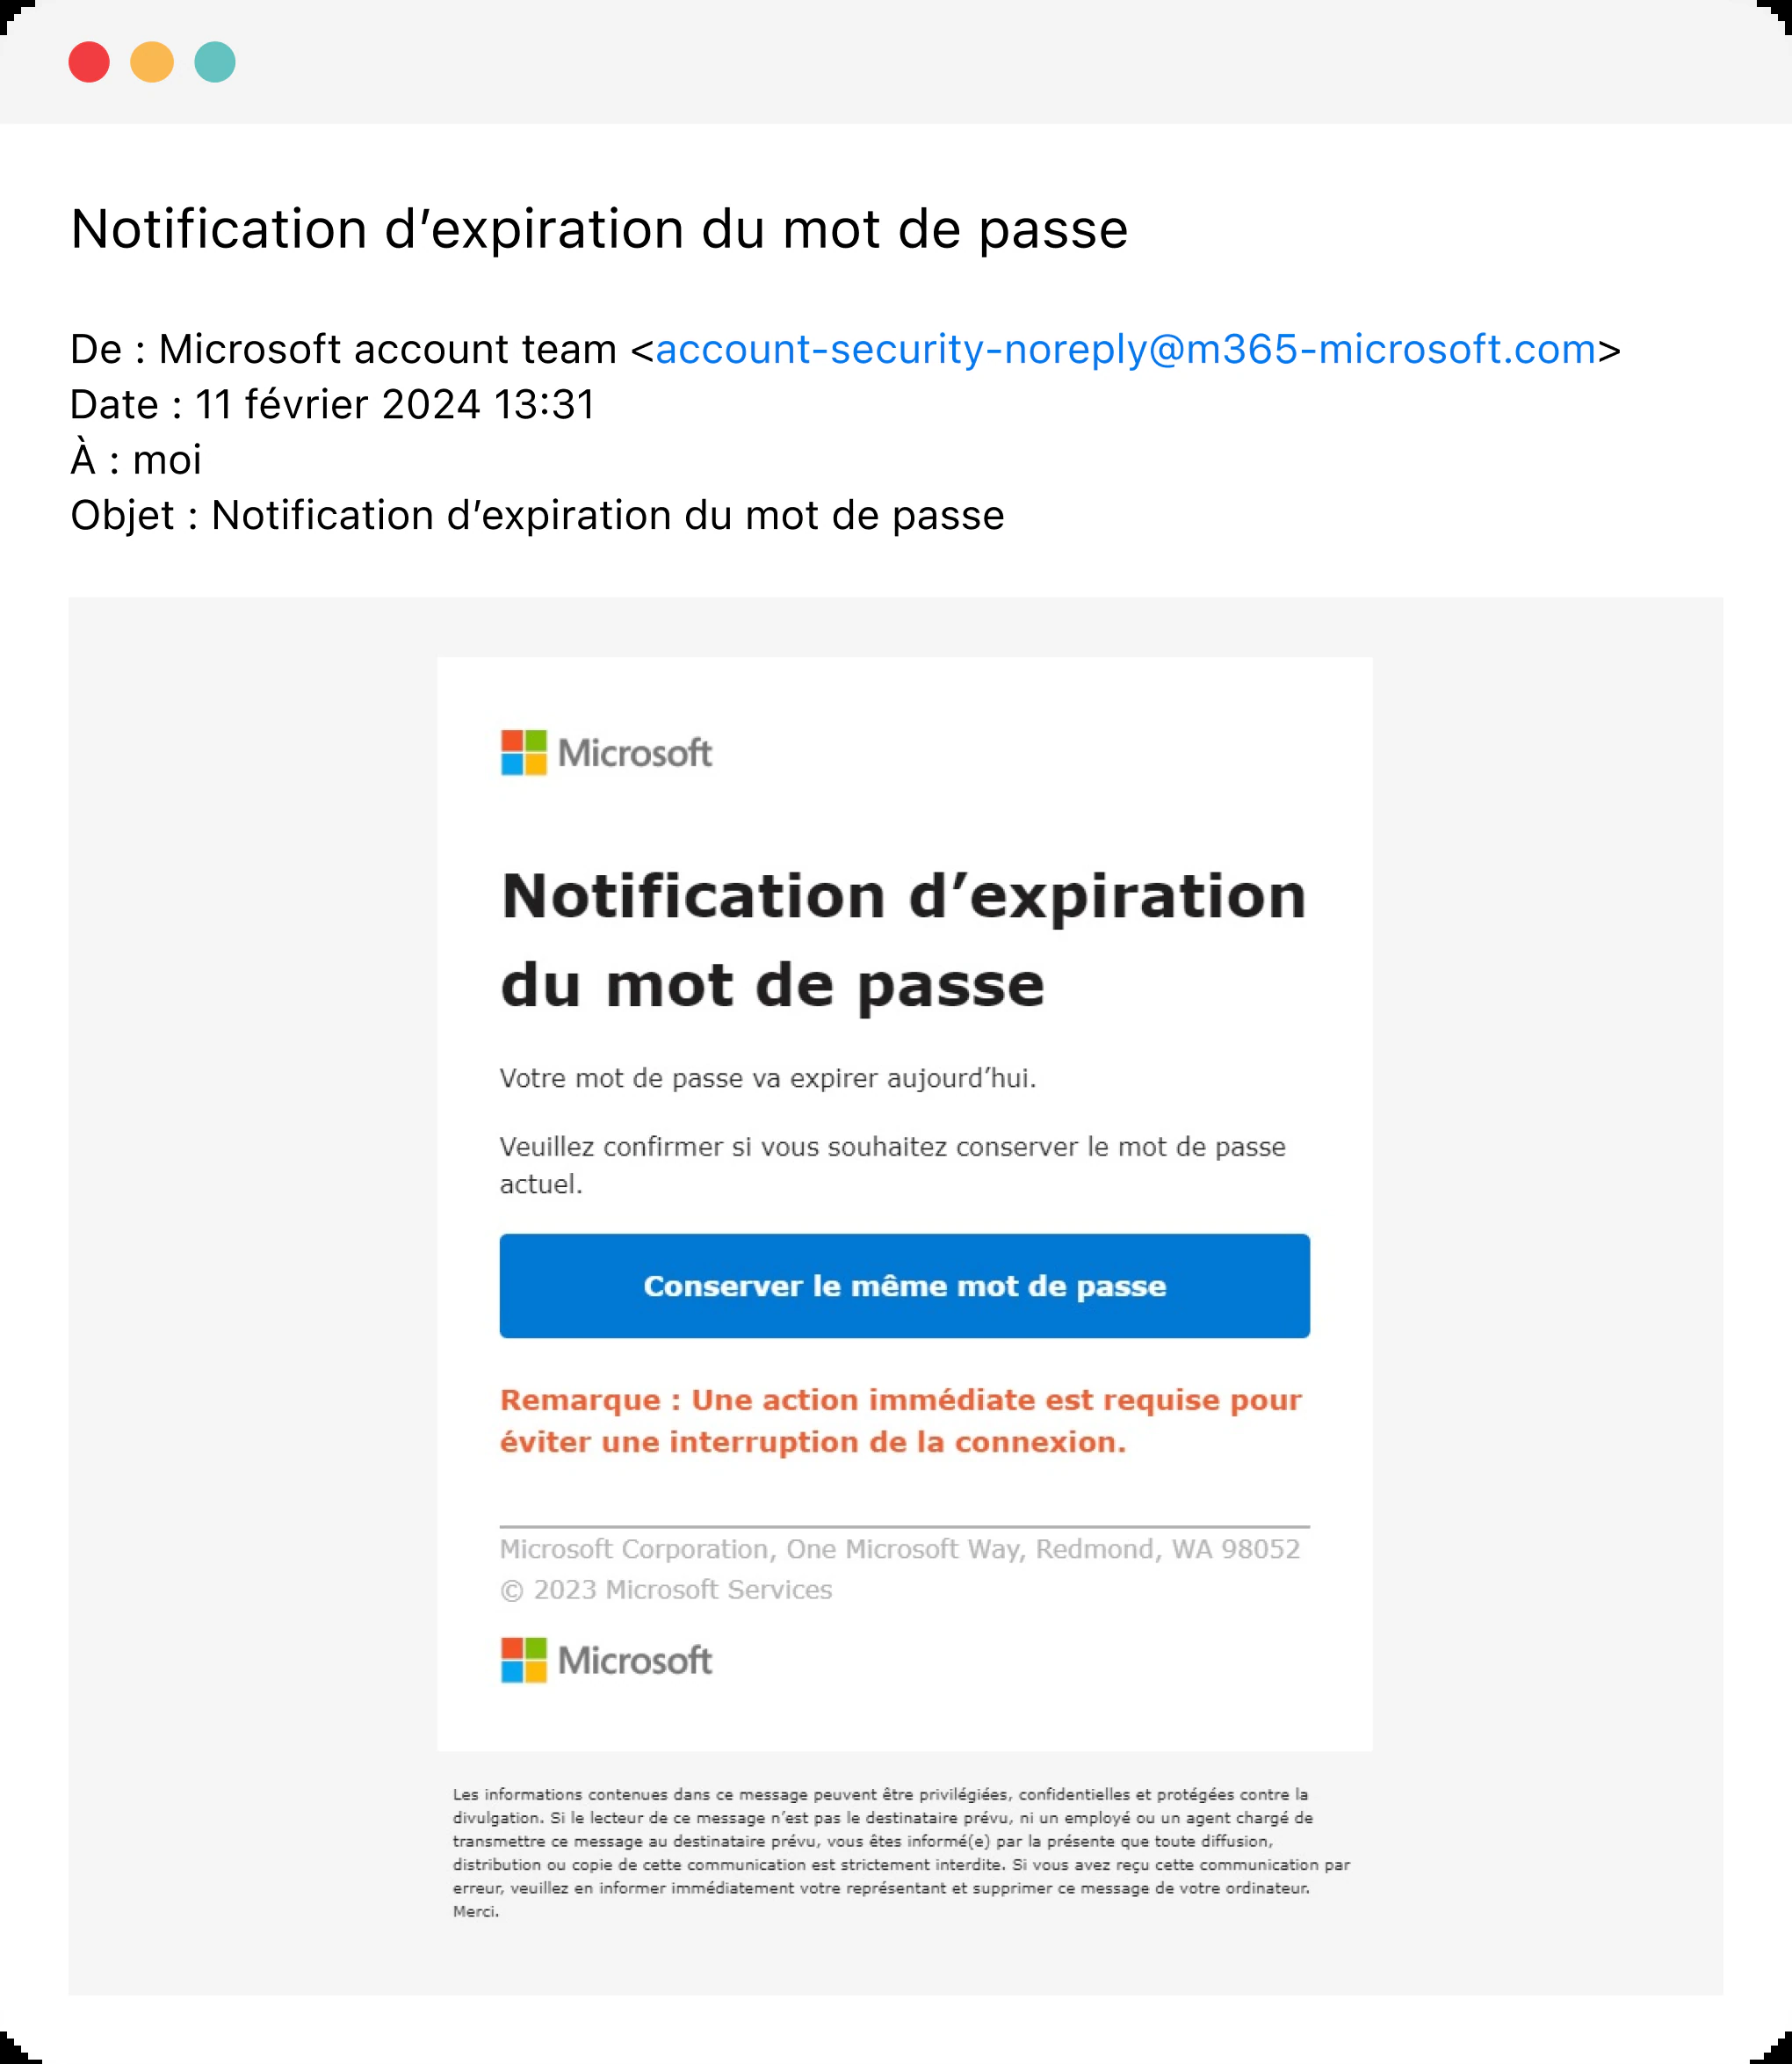 Notification d’expiration du mot de passe
De : Microsoft account team <account-security-noreply@m365-microsoft.com>
Date : 11 février 2024 13:31
À : moi
Objet : Notification d’expiration du mot de passe
Microsoft
Notification d’expiration
du mot de passe
Votre mot de passe va expirer aujourd’hui.
Veuillez confirmer si vous souhaitez conserver le mot de passe
actuel.
Conserver le même mot de passe
Remarque : Une action immédiate est requise pour
éviter une interruption de la connexion.
Microsoft Corporation, One Microsoft Way, Redmond, WA 98052
© 2023 Microsoft Services
Microsoft
Les informations contenues dans ce message peuvent être privilégiées, confidentielles et protégées contre la
divulgation. Si le lecteur de ce message n’est pas le destinataire prévu, ni un employé ou un agent chargé de
transmettre ce message au destinataire prévu, vous êtes informé(e) par la présente que toute diffusion,
distribution ou copie de cette communication est strictement interdite. Si vous avez reçu cette communication par
erreur, veuillez en informer immédiatement votre représentant et supprimer ce message de votre ordinateur.
Merci.